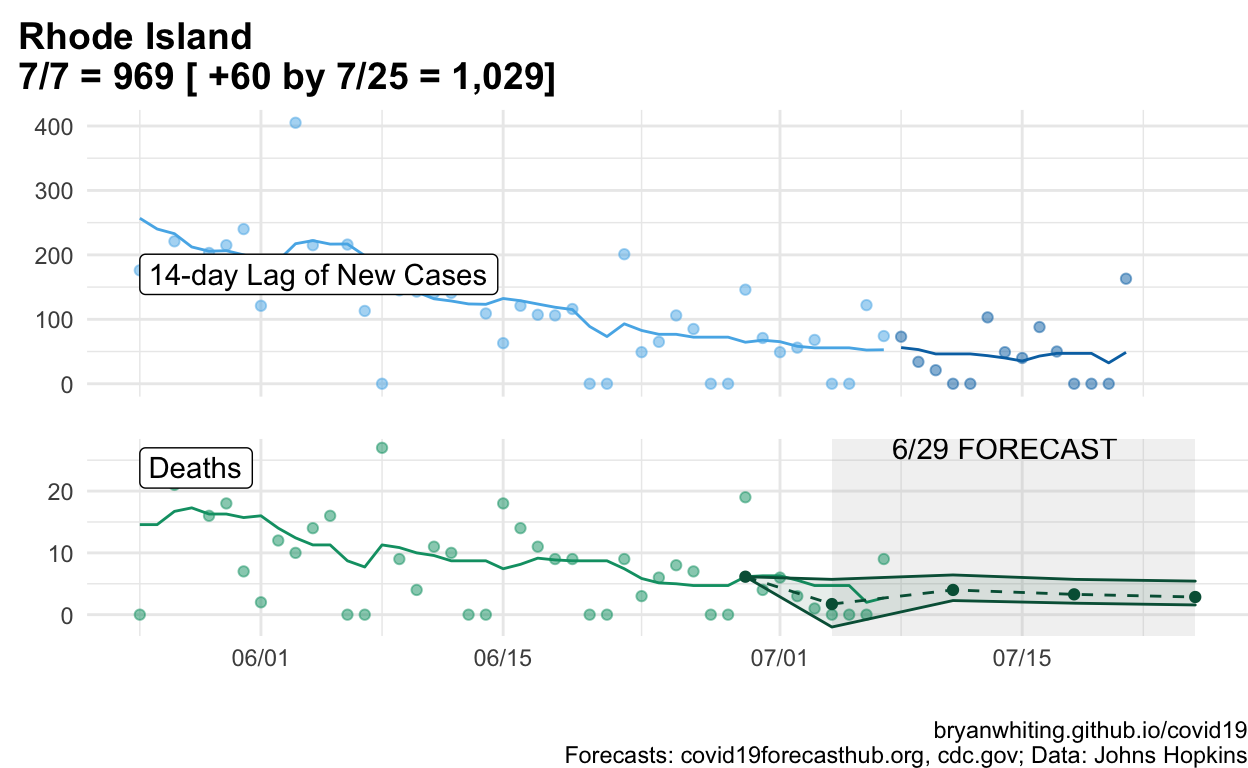 Rhode Island
7/7 = 969 [ +60 by 7/25 = 1,029]
400
300
200
100
0
14-day Lag of New Cases
6/29 FORECAST
Deaths
20
10
0
06/01 06/15 07/01 07/15
bryanwhiting.github.io/covid19
Forecasts: covid19forecasthub.org, cdc.gov; Data: Johns Hopkins